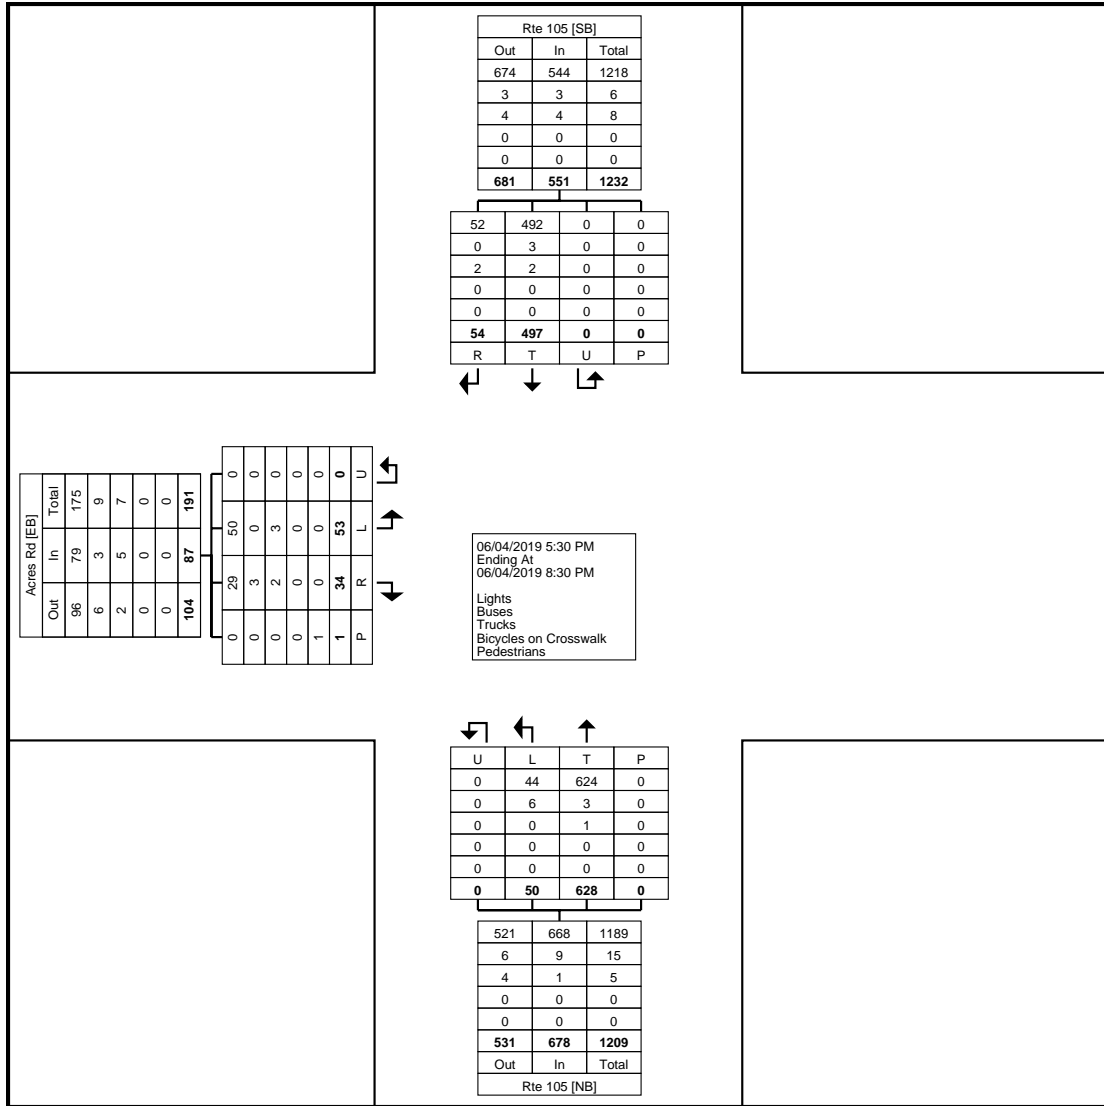 Rte 105 [SB]
Out In Total
674 544 1218
3 3 6
4 4 8
0 0 0
0 0 0
681 551 1232
52 492 0 0
0 3 0 0
2 2 0 0
0 0 0 0
0 0 0 0
54 497 0 0
R T U P
Acres Rd [EB]
Out In Total
96 79 175
6 3 9
2 5 7
0 0 0
0 0 0
104 87 191
0 29 50 0
0 3 0 0
0 2 3 0
0 0 0 0
1 0 0 0
1 34 53 0
P R L U
06/04/2019 5:30 PM
Ending At
06/04/2019 8:30 PM
Lights
Buses
Trucks
Bicycles on Crosswalk
Pedestrians
U L T P
0 44 624 0
0 6 3 0
0 0 1 0
0 0 0 0
0 0 0 0
0 50 628 0
521 668 1189
6 9 15
4 1 5
0 0 0
0 0 0
531 678 1209
Out In Total
Rte 105 [NB]